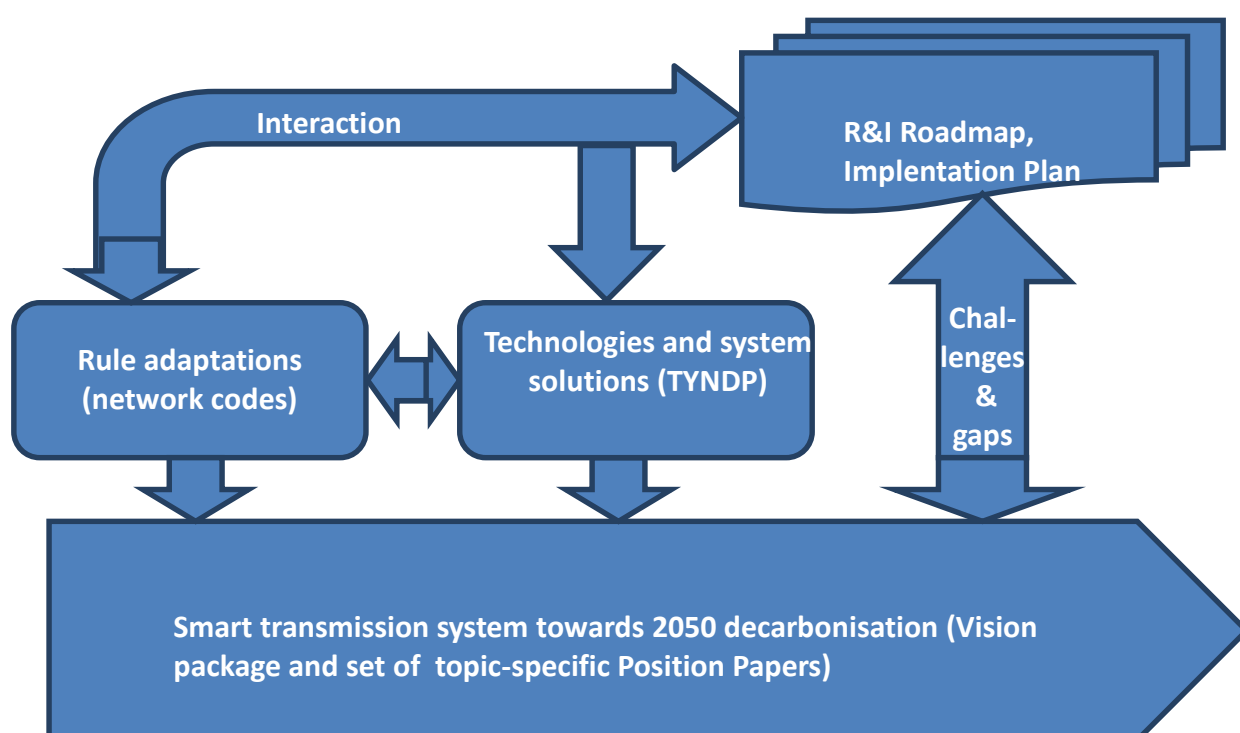 Interaction
R&I Roadmap,
Implentation Plan
Rule adaptations
(network codes)
Technologies and system
solutions (TYNDP)
Chal-
lenges
&
gaps
Smart transmission system towards 2050 decarbonisation (Vision
package and set of  topic-specific Position Papers)